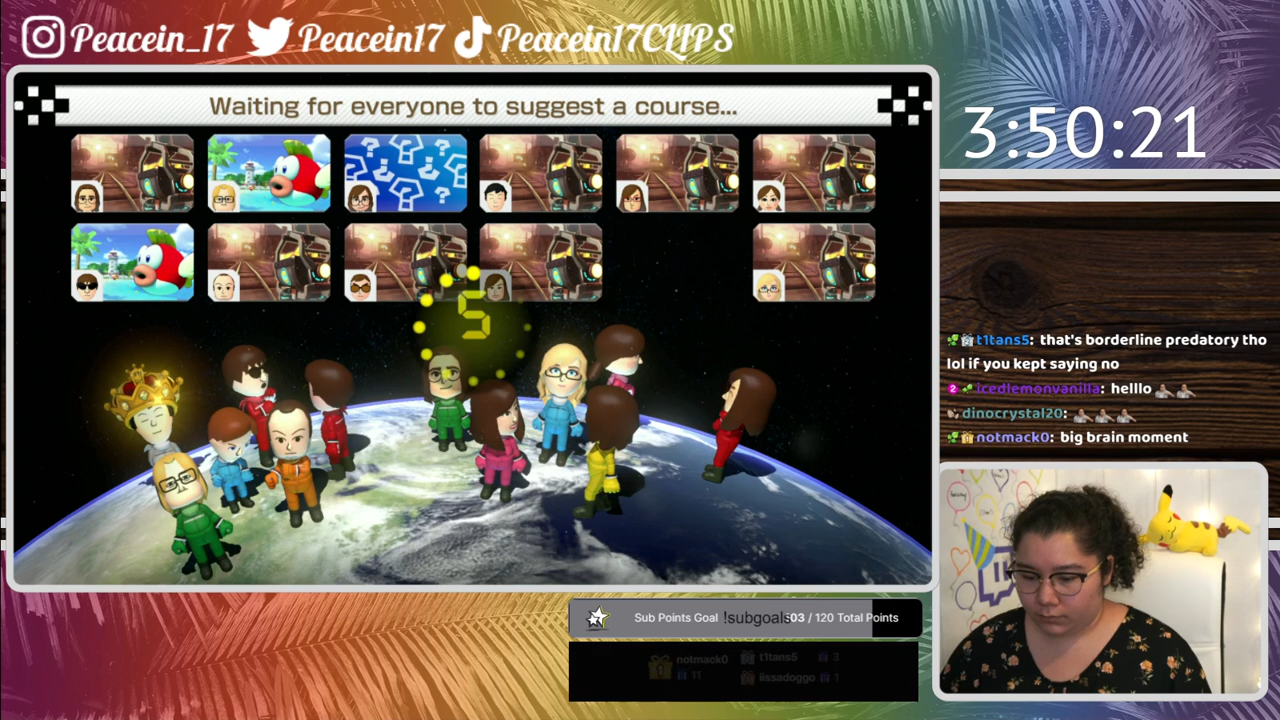 Peacein_17 Peacein17 Peacein17CLIPS
Waiting for everyone to suggest a course...
3:50:21
5
t1tans5: that's borderline predatory tho
lol if you kept saying no
icedlemonvanilla: helllo
dinocrystal20:
notmack0: big brain moment
Sub Points Goal !subgoals 03 / 120 Total Points
notmack0 t1tans5 3
11 iissadoggo 1